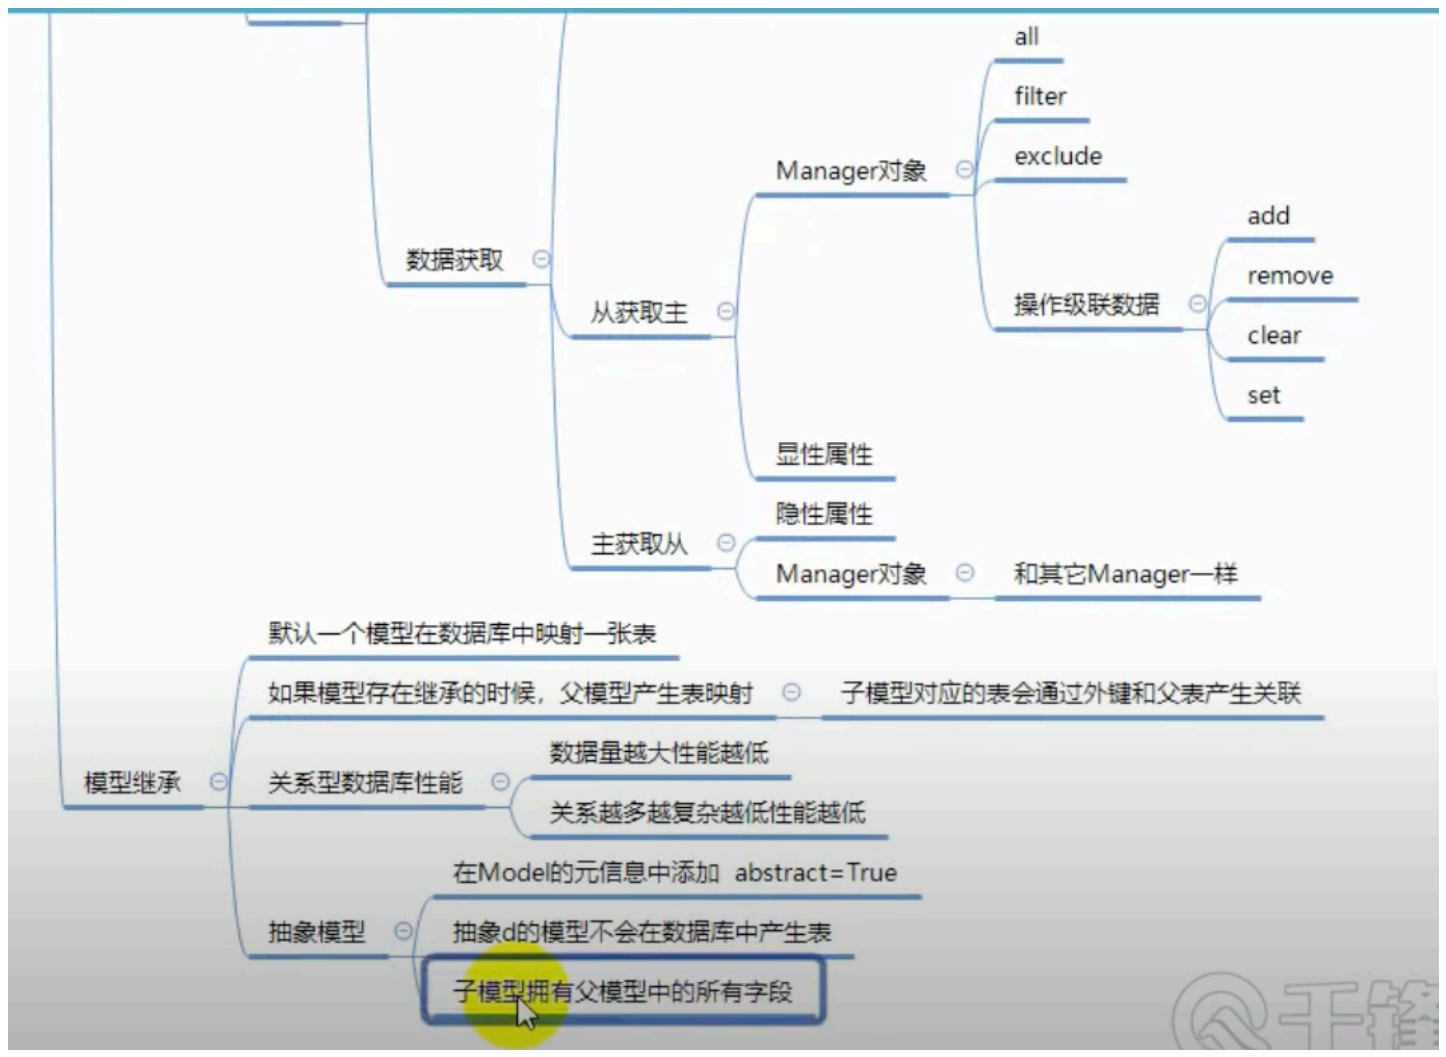 all
filter
exclude
Manager对象
add
remove
操作级联数据
clear
set
数据获取
从获取主
显性属性
隐性属性
主获取从
Manager对象
和其它Manager一样
默认一个模型在数据库中映射一张表
如果模型存在继承的时候，父模型产生表映射
子模型对应的表会通过外键和父表产生关联
模型继承
关系型数据库性能
数据量越大性能越低
关系越多越复杂越低性能越低
在Model的元信息中添加 abstract=True
抽象模型
抽象d的模型不会在数据库中产生表
子模型拥有父模型中的所有字段
千锋